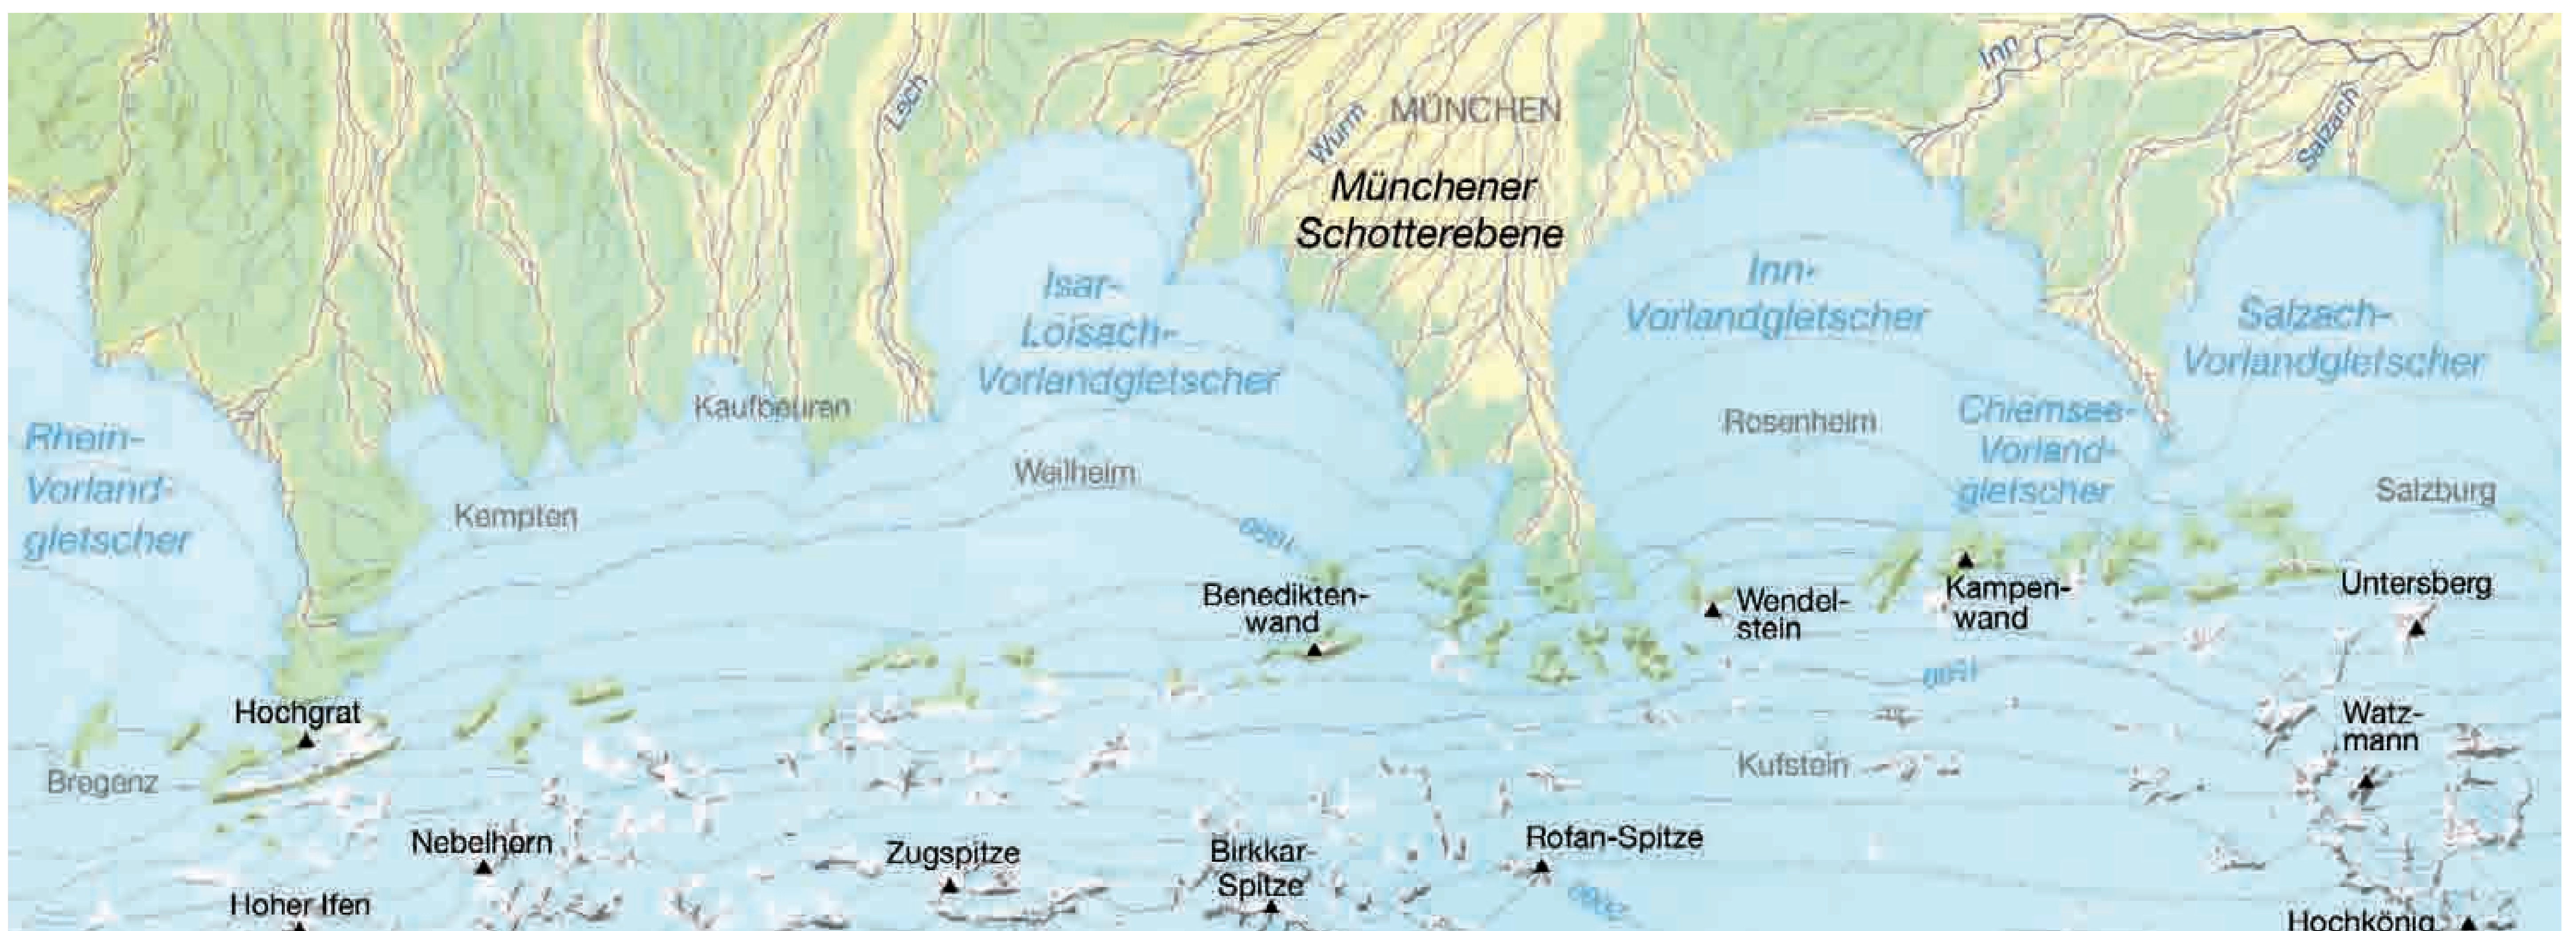 Inn
Lech
MÜNCHEN
Würm
Salzach
Münchener
Schotterebene
Isar-
Loisach-
Vorlandgletscher
Inn-
Vorlandgletscher
Salzach-
Vorlandgletscher
Kaufbeuren
Rosenheim
Chiemsee-
Vorland-
gletscher
Rhein-
Vorland-
gletscher
Weilheim
Kempten
Salzburg
Benedikten-
wand
Wendel-
stein
Kampen-
wand
Untersberg
Hochgrat
Watz-
mann
Bregenz
Kufstein
Nebelhorn
Zugspitze
Birkkar-
Spitze
Rofan-Spitze
Hoher Ifen
Hochkönig